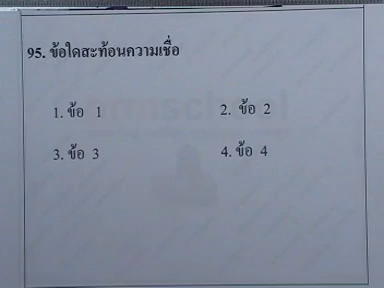 95. ข้อใดสะท้อนความเชื่อ
1. ข้อ 1 2. ข้อ 2
3. ข้อ 3 4. ข้อ 4